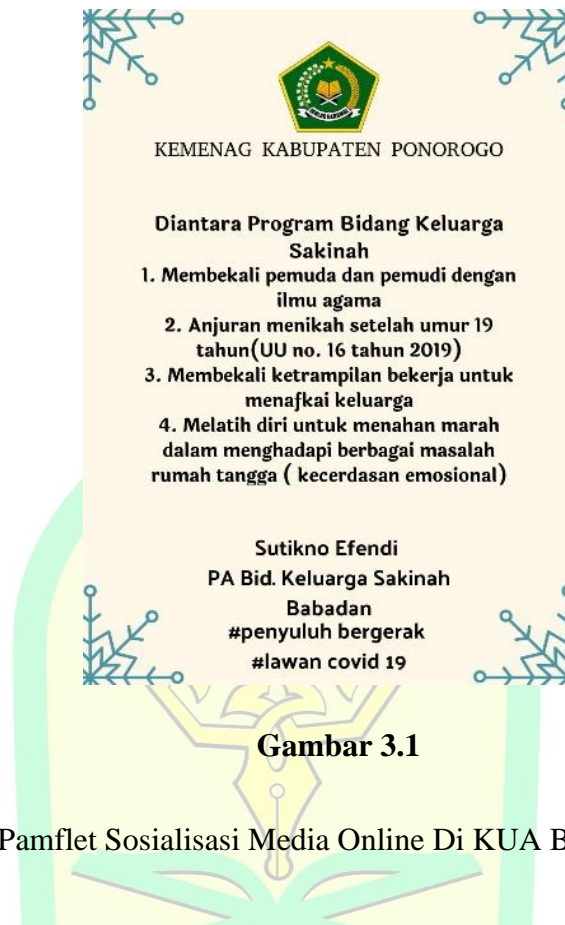 KEMENAG KABUPATEN PONOROGO
Diantara Program Bidang Keluarga
Sakinah
1. Membekali pemuda dan pemudi dengan
ilmu agama
2. Anjuran menikah setelah umur 19
tahun(UU no. 16 tahun 2019)
3. Membekali ketrampilan bekerja untuk
menafkai keluarga
4. Melatih diri untuk menahan marah
dalam menghadapi berbagai masalah
rumah tangga ( kecerdasan emosional)
Sutikno Efendi
PA Bid. Keluarga Sakinah
Babadan
#penyuluh bergerak
#lawan covid 19
Gambar 3.1
Pamflet Sosialisasi Media Online Di KUA B